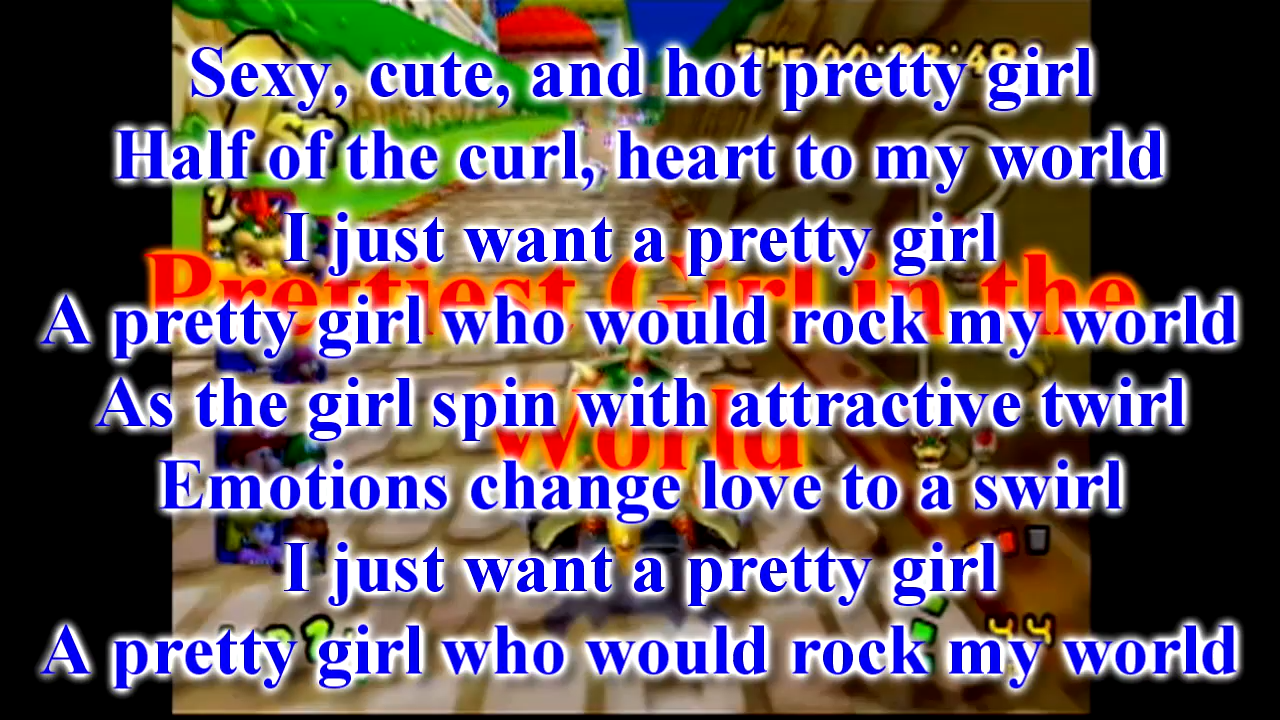 Sexy, cute, and hot pretty girl
Half of the curl, heart to my world
I just want a pretty girl
A pretty girl who would rock my world
As the girl spin with attractive twirl
Emotions change love to a swirl
I just want a pretty girl
A pretty girl who would rock my world
Prettiest Girl in the
World
TIME